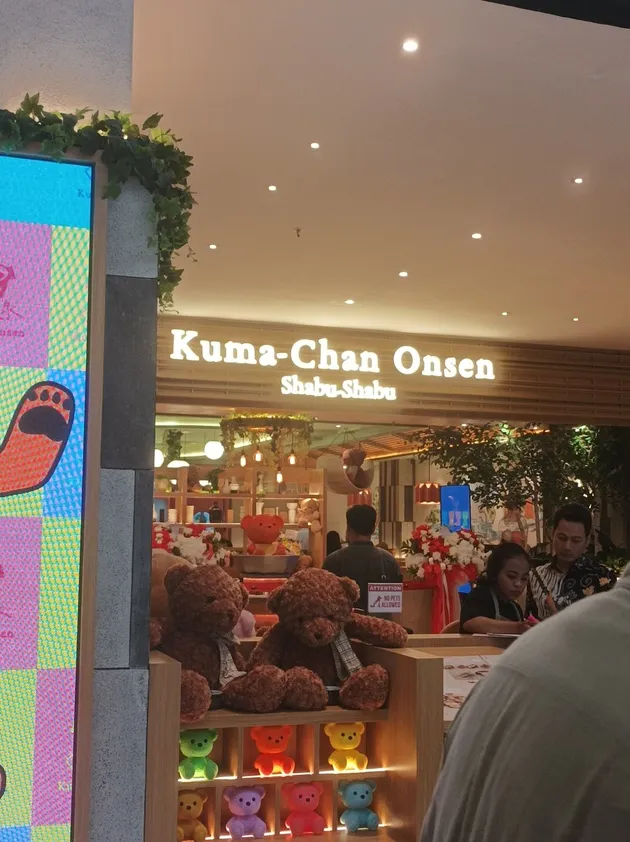 Kuma-Chan Onsen
Shabu-Shabu
ATTENTION
NO PETS
ALLOWED